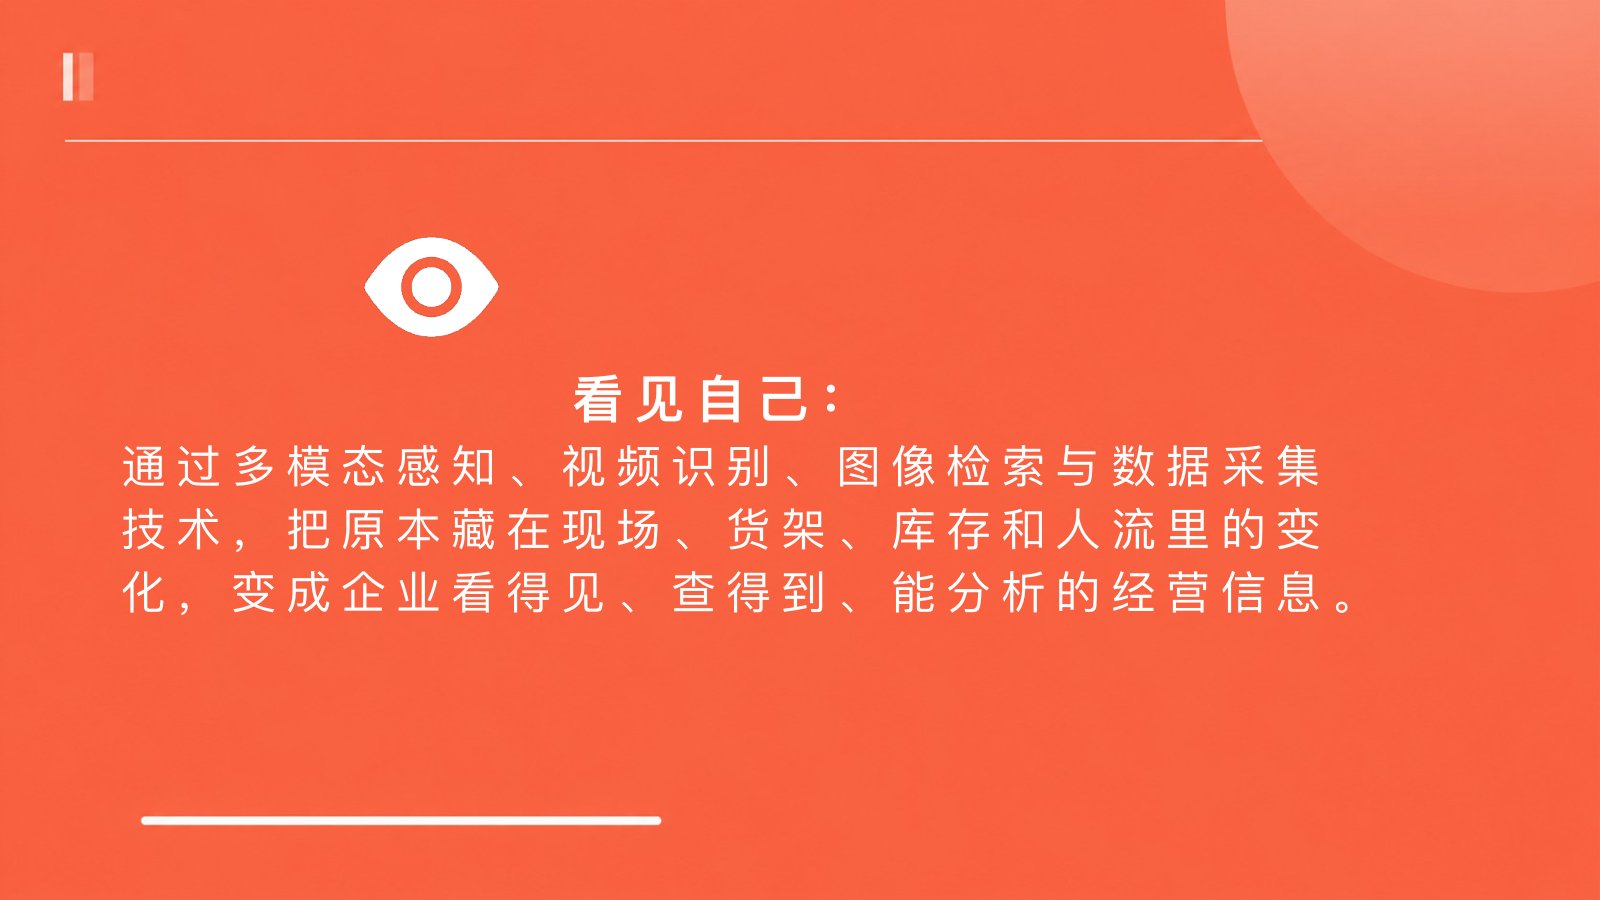 看见自己：
通过多模态感知、视频识别、图像检索与数据采集
技术，把原本藏在现场、货架、库存和人流里的变
化，变成企业看得见、查得到、能分析的经营信息。